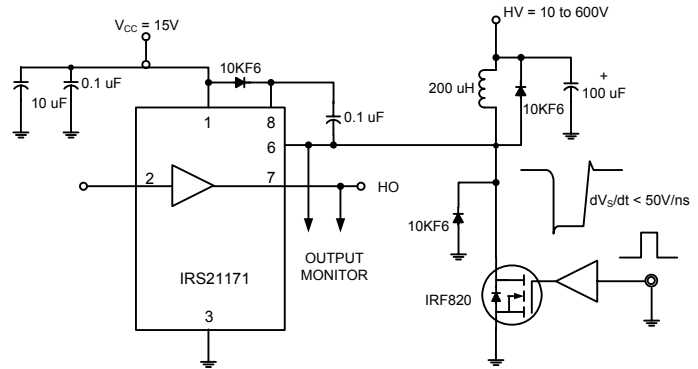 HV = 10 to 600V
V_CC = 15V
10KF6
0.1 uF
10 uF
200 uH
+
100 uF
10KF6
0.1 uF
1
8
6
2
7
HO
dV_S/dt < 50V/ns
10KF6
OUTPUT
MONITOR
IRS21171
IRF820
3